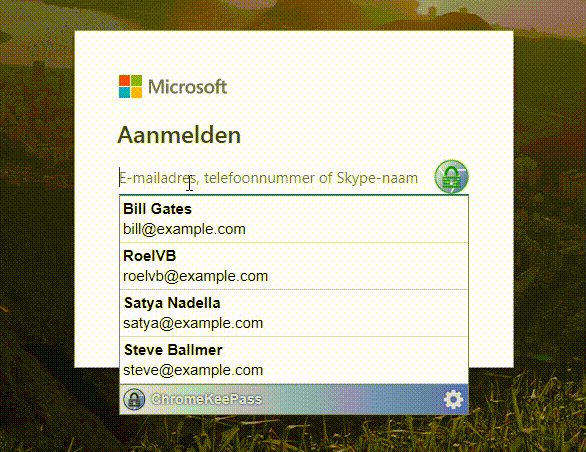 Microsoft
Aanmelden
E-mailadres, telefoonnummer of Skype-naam
Bill Gates
bill@example.com
RoelVB
roelvb@example.com
Satya Nadella
satya@example.com
Steve Ballmer
steve@example.com
ChromeKeePass